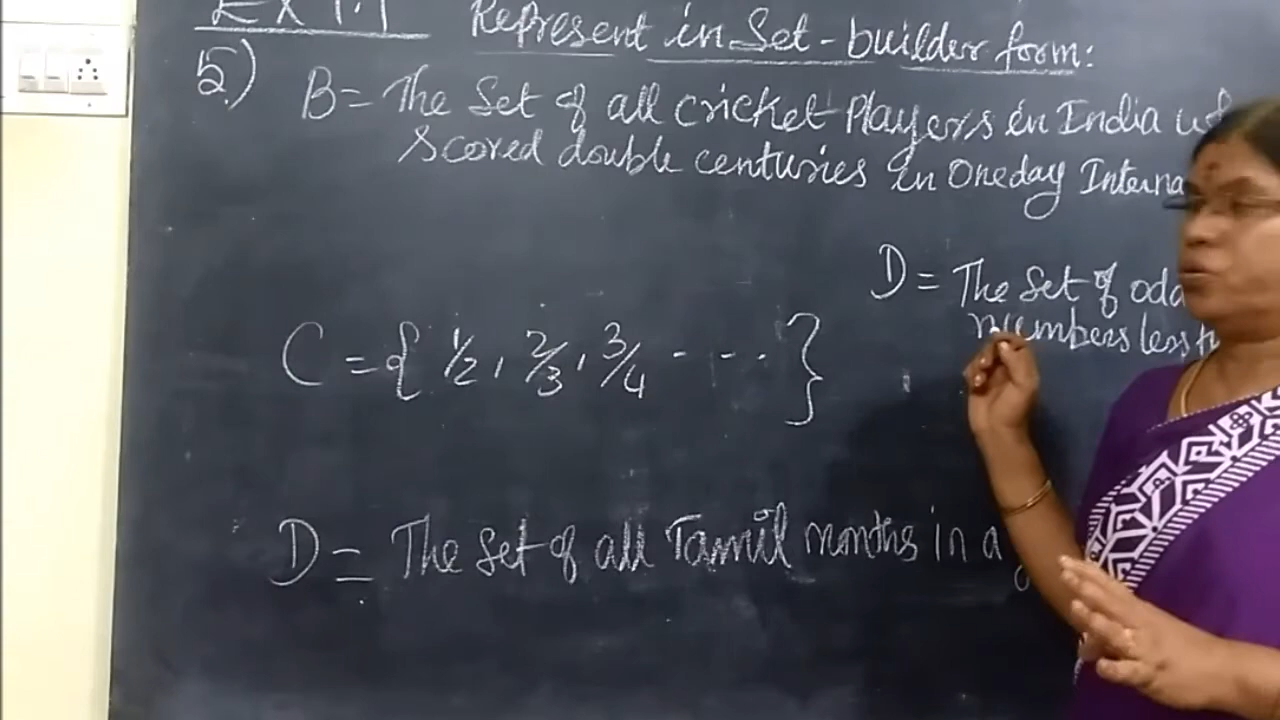 Ex 1.1 Represent in Set-builder form:
5) B = The Set of all cricket Players in India
scored double centuries in Oneday
D = The Set of
members less
C = { 1/2, 2/3, 3/4 - - - }
D = The Set of all Tamil months in a